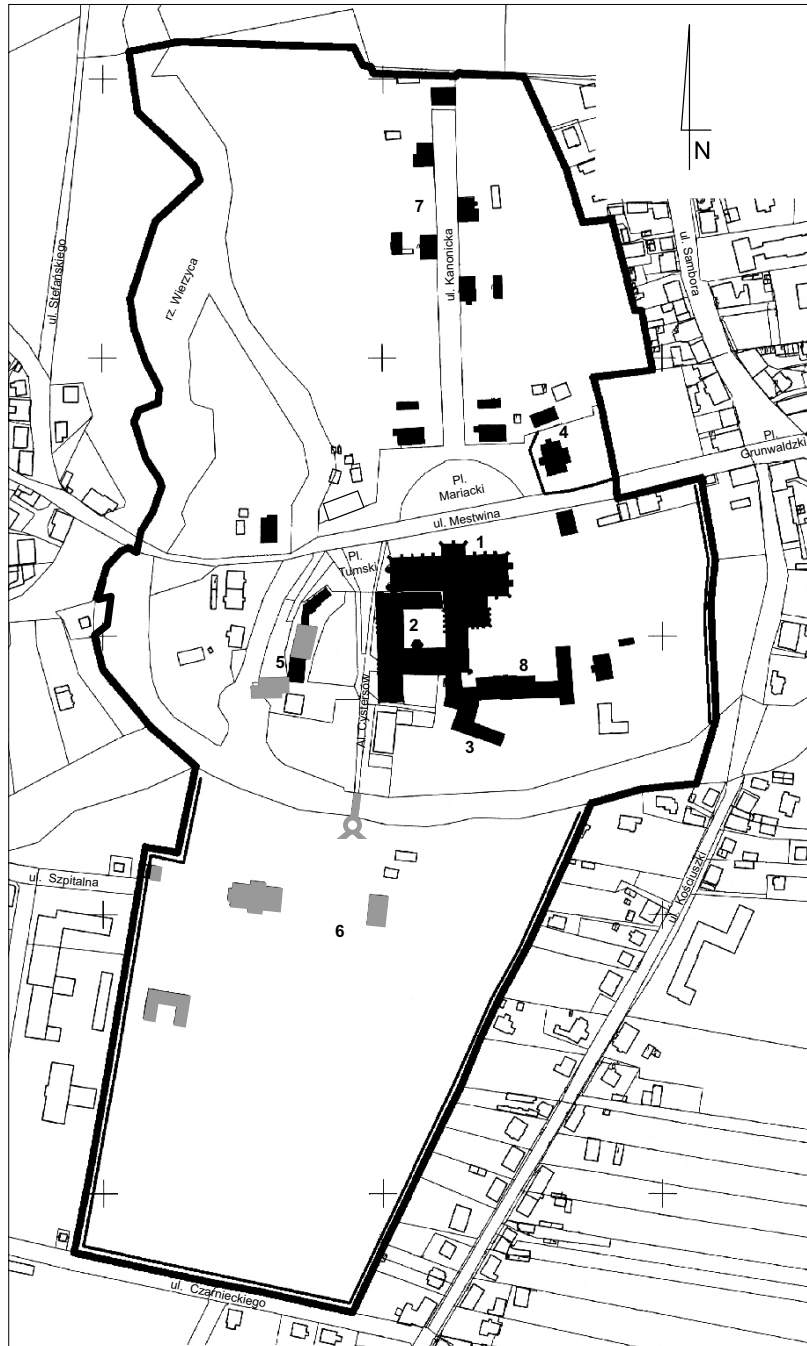 N
7
ul. Sambora
ul. Kanonicka
ul. Stefańskiego
rz. Wierzyca
4
Pl.
Grunwaldzki
Pl.
Mariacki
ul. Mestwina
1
Pl.
Tumski
2
5
8
Al. Cystersów
3
ul. Kościuszki
ul. Szpitalna
6
ul. Czarnieckiego